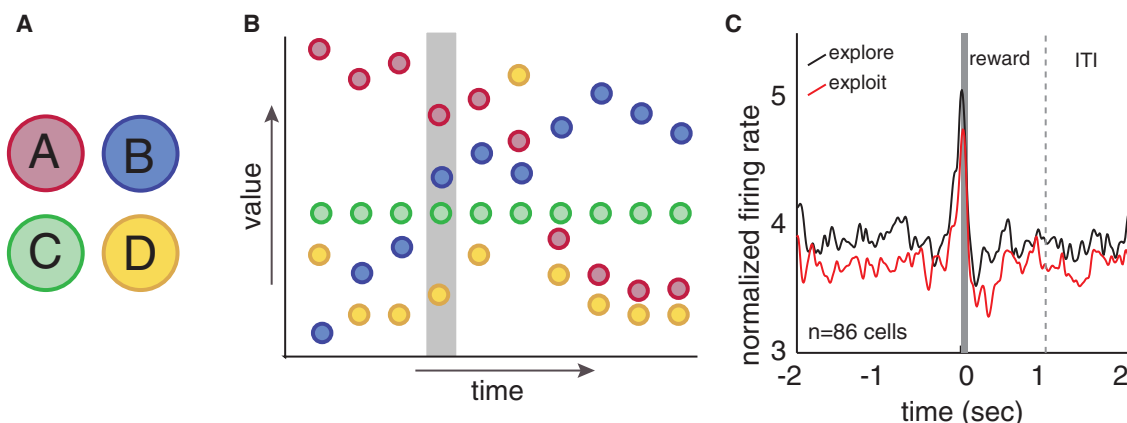 A
A
B
C
D
B
value
time
C
explore
exploit
reward
ITI
normalized firing rate
5
4
3
n=86 cells
-2
-1
0
1
2
time (sec)